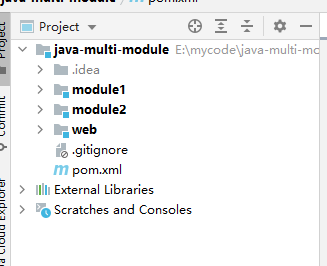 java-multi-module
pom.xml
Project
java-multi-module E:\mycode\java-multi-mo
.idea
module1
module2
web
.gitignore
pom.xml
External Libraries
Scratches and Consoles
Project
Commit
Cloud Explorer